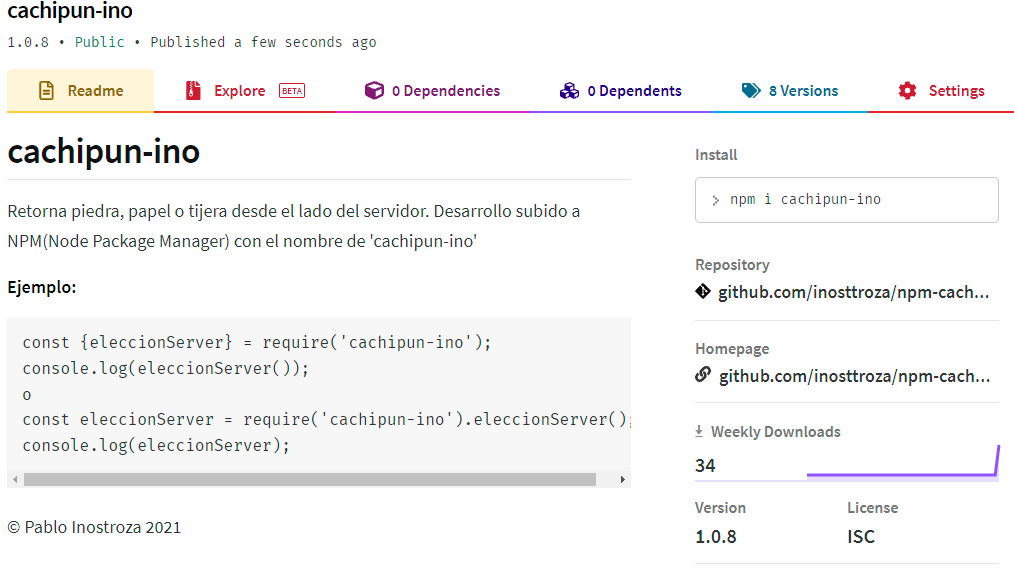 cachipun-ino
1.0.8 • Public • Published a few seconds ago
Readme
Explore BETA
0 Dependencies
0 Dependents
8 Versions
Settings
cachipun-ino
Retorna piedra, papel o tijera desde el lado del servidor. Desarrollo subido a
NPM(Node Package Manager) con el nombre de 'cachipun-ino'
Ejemplo:
const {eleccionServer} = require('cachipun-ino');
console.log(eleccionServer());
o
const eleccionServer = require('cachipun-ino').eleccionServer();
console.log(eleccionServer);
© Pablo Inostroza 2021
Install
> npm i cachipun-ino
Repository
github.com/inosttroza/npm-cach...
Homepage
github.com/inosttroza/npm-cach...
Weekly Downloads
34
Version
1.0.8
License
ISC